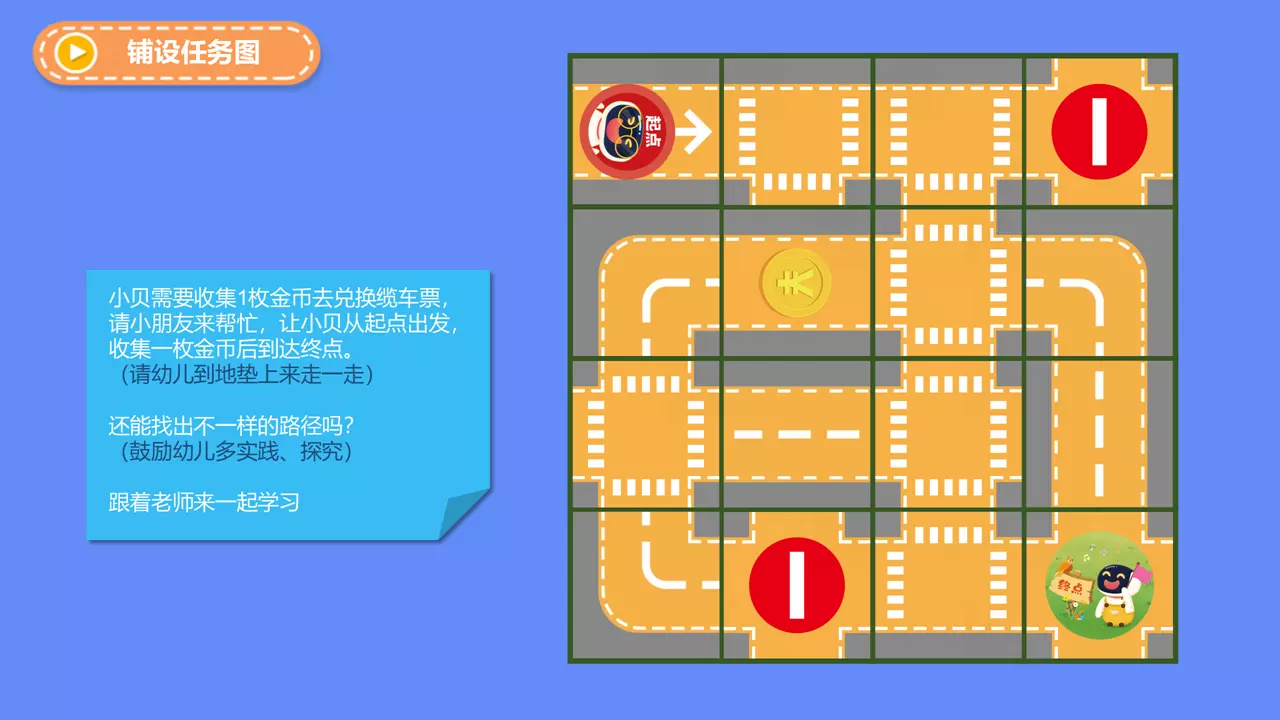 铺设任务图
小贝需要收集1枚金币去兑换缆车票，
请小朋友来帮忙，让小贝从起点出发，
收集一枚金币后到达终点。
（请幼儿到地垫上来走一走）
还能找出不一样的路径吗？
（鼓励幼儿多实践、探究）
跟着老师来一起学习
起点
终点